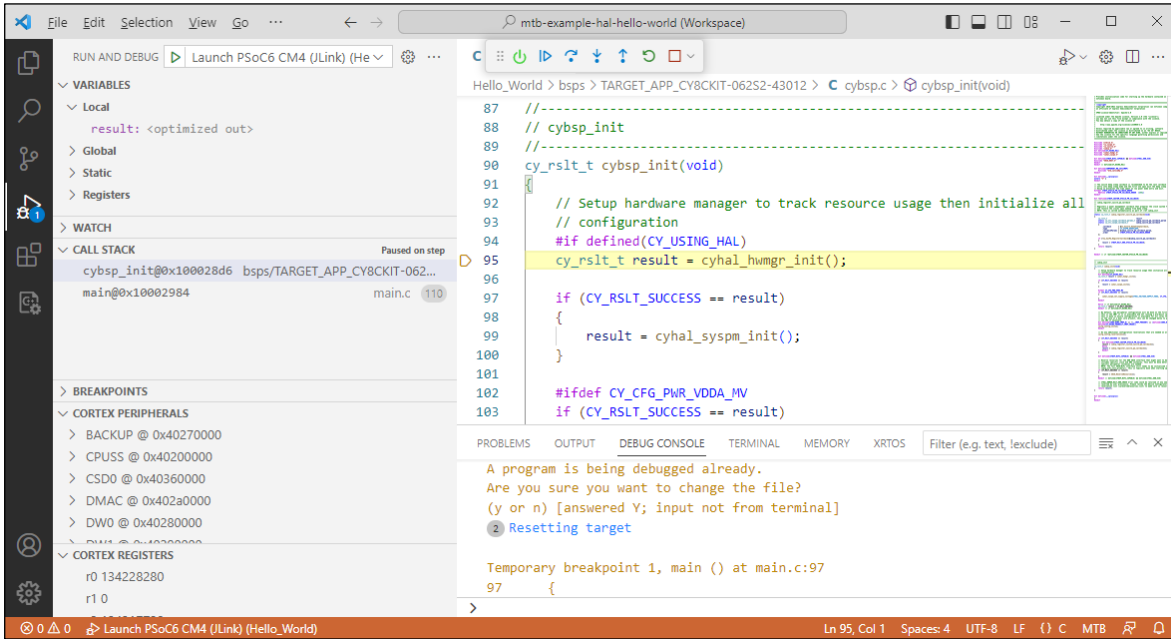 File Edit Selection View Go ··· mtb-example-hal-hello-world (Workspace)
RUN AND DEBUG Launch PSoC6 CM4 (JLink) (He
VARIABLES
Local
result: <optimized out>
Global
Static
Registers
WATCH
CALL STACK Paused on step
cybsp_init@0x100028d6 bsps/TARGET_APP_CY8CKIT-062...
main@0x10002984 main.c 110
BREAKPOINTS
CORTEX PERIPHERALS
BACKUP @ 0x40270000
CPUSS @ 0x40200000
CSD0 @ 0x40360000
DMAC @ 0x402a0000
DW0 @ 0x40280000
CORTEX REGISTERS
r0 134228280
r1 0
1
C
Hello_World > bsps > TARGET_APP_CY8CKIT-062S2-43012 > C cybsp.c > cybsp_init(void)
87 //--------------------------------------------------------------------------
88 // cybsp_init
89 //--------------------------------------------------------------------------
90 cy_rslt_t cybsp_init(void)
91 {
92 // Setup hardware manager to track resource usage then initialize all
93 // configuration
94 #if defined(CY_USING_HAL)
95 cy_rslt_t result = cyhal_hwmgr_init();
96
97 if (CY_RSLT_SUCCESS == result)
98 {
99 result = cyhal_syspm_init();
100 }
101
102 #ifdef CY_CFG_PWR_VDDA_MV
103 if (CY_RSLT_SUCCESS == result)
PROBLEMS OUTPUT DEBUG CONSOLE TERMINAL MEMORY XRTOS Filter (e.g. text, !exclude)
A program is being debugged already.
Are you sure you want to change the file?
(y or n) [answered Y; input not from terminal]
2 Resetting target
Temporary breakpoint 1, main () at main.c:97
97 {
>
0 0 Launch PSoC6 CM4 (JLink) (Hello_World) Ln 95, Col 1 Spaces: 4 UTF-8 LF {} C MTB